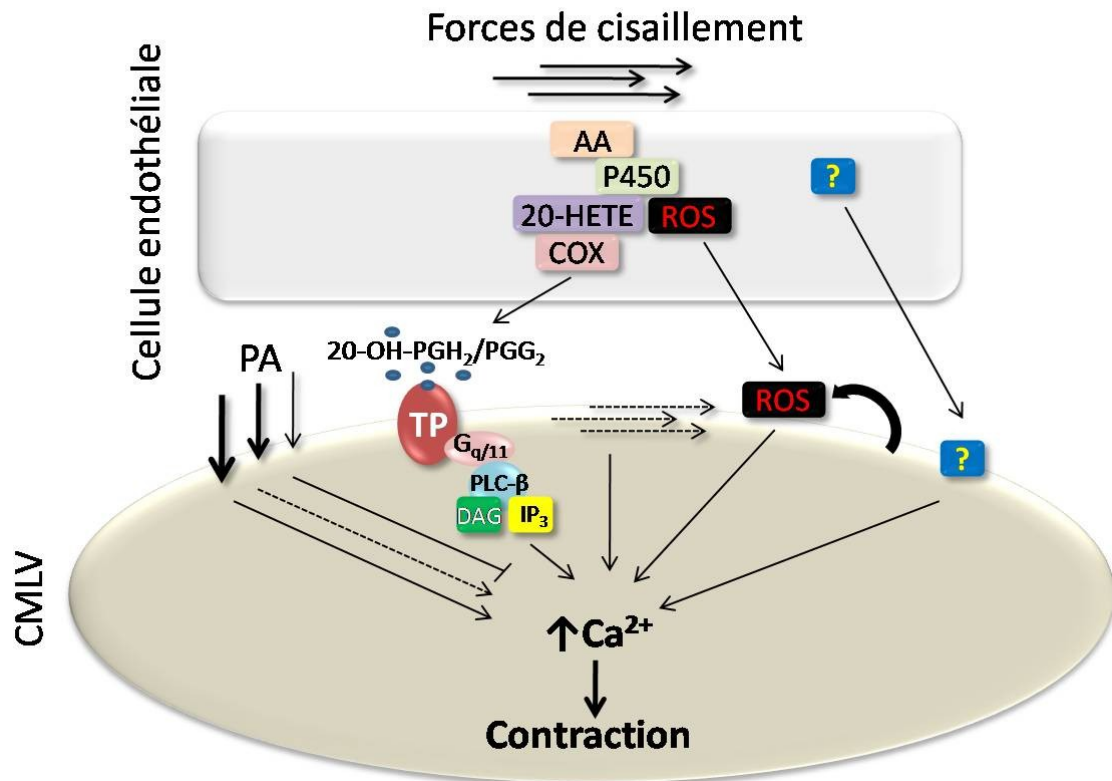 Forces de cisaillement
Cellule endothéliale
AA
P450
?
20-HETE
ROS
COX
PA
20-OH-PGH₂/PGG₂
TP
ROS
G q/11
?
PLC-β
DAG
IP₃
CMLV
↑Ca²⁺
Contraction